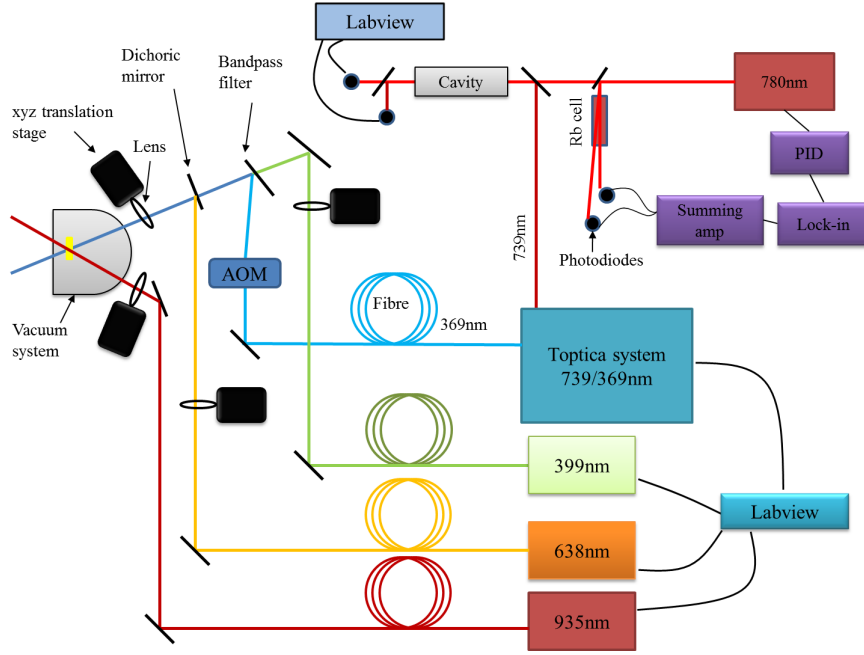 Labview
Dichoric
mirror
Bandpass
filter
xyz translation
stage
Lens
Cavity
780nm
Rb cell
PID
Summing
amp
Lock-in
739nm
Photodiodes
AOM
Fibre
369nm
Vacuum
system
Toptica system
739/369nm
399nm
Labview
638nm
935nm